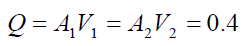 Q = A₁V₁ = A₂V₂ = 0.4